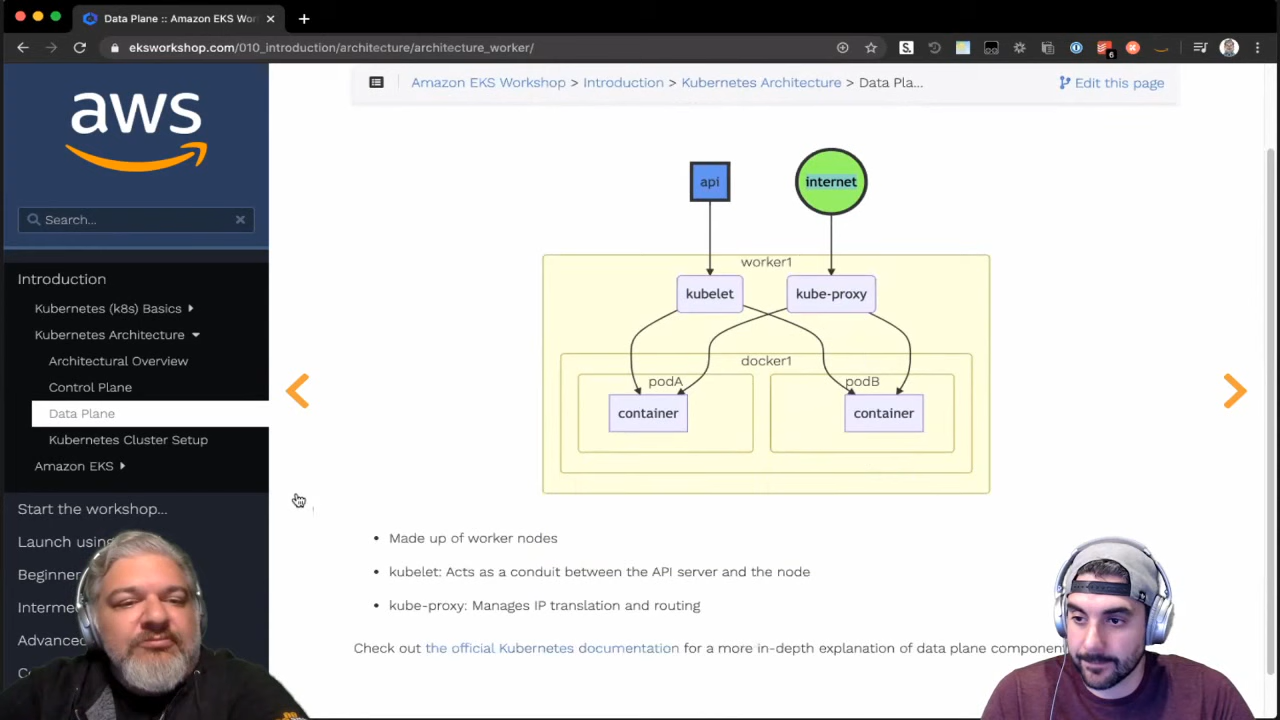 Data Plane :: Amazon EKS Wor
eksworkshop.com/010_introduction/architecture/architecture_worker/
6
aws
Search...
Introduction
Kubernetes (k8s) Basics
Kubernetes Architecture
Architectural Overview
Control Plane
Data Plane
Kubernetes Cluster Setup
Amazon EKS
Start the workshop...
Launch using
Beginner
Interme
Advanced
Amazon EKS Workshop > Introduction > Kubernetes Architecture > Data Pla...
Edit this page
api
internet
worker1
kubelet
kube-proxy
docker1
podA
podB
container
container
Made up of worker nodes
kubelet: Acts as a conduit between the API server and the node
kube-proxy: Manages IP translation and routing
Check out the official Kubernetes documentation for a more in-depth explanation of data plane component